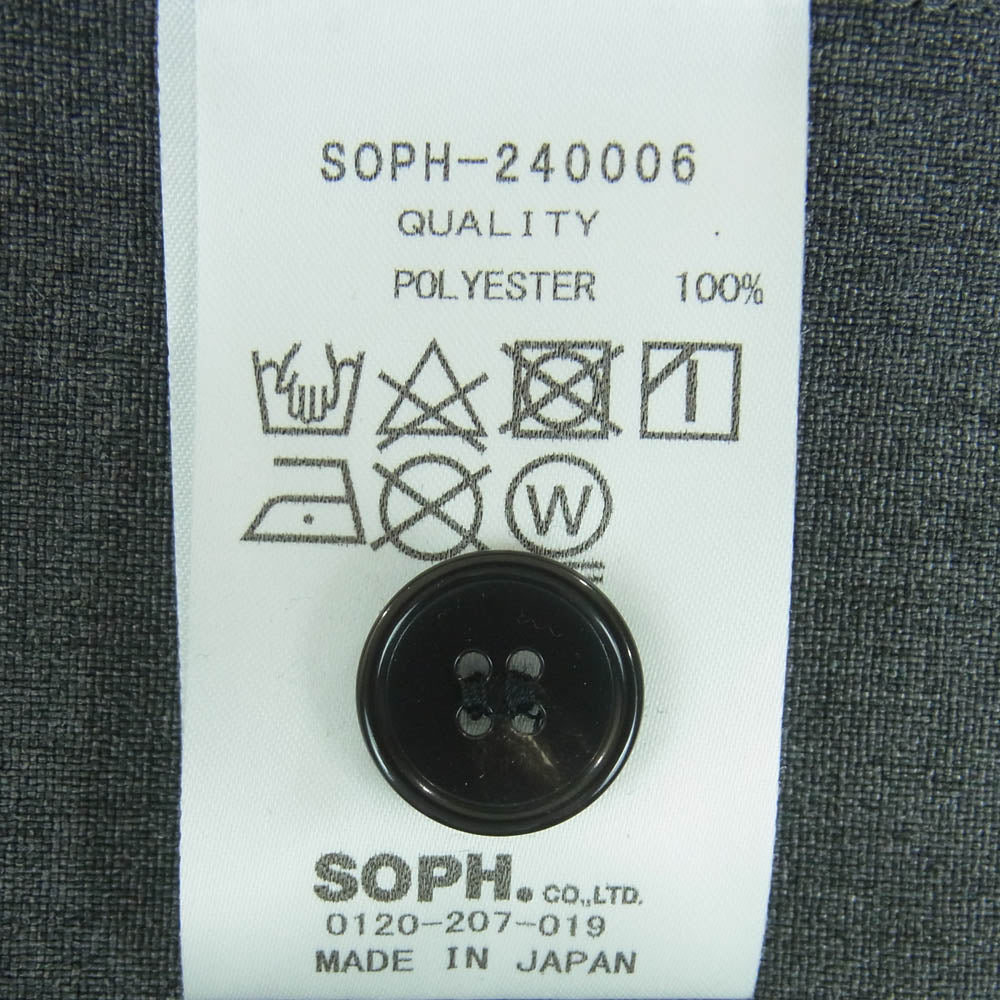 SOPH-240006
QUALITY
POLYESTER 100%
W
SOPH. CO.,LTD.
0120-207-019
MADE IN JAPAN